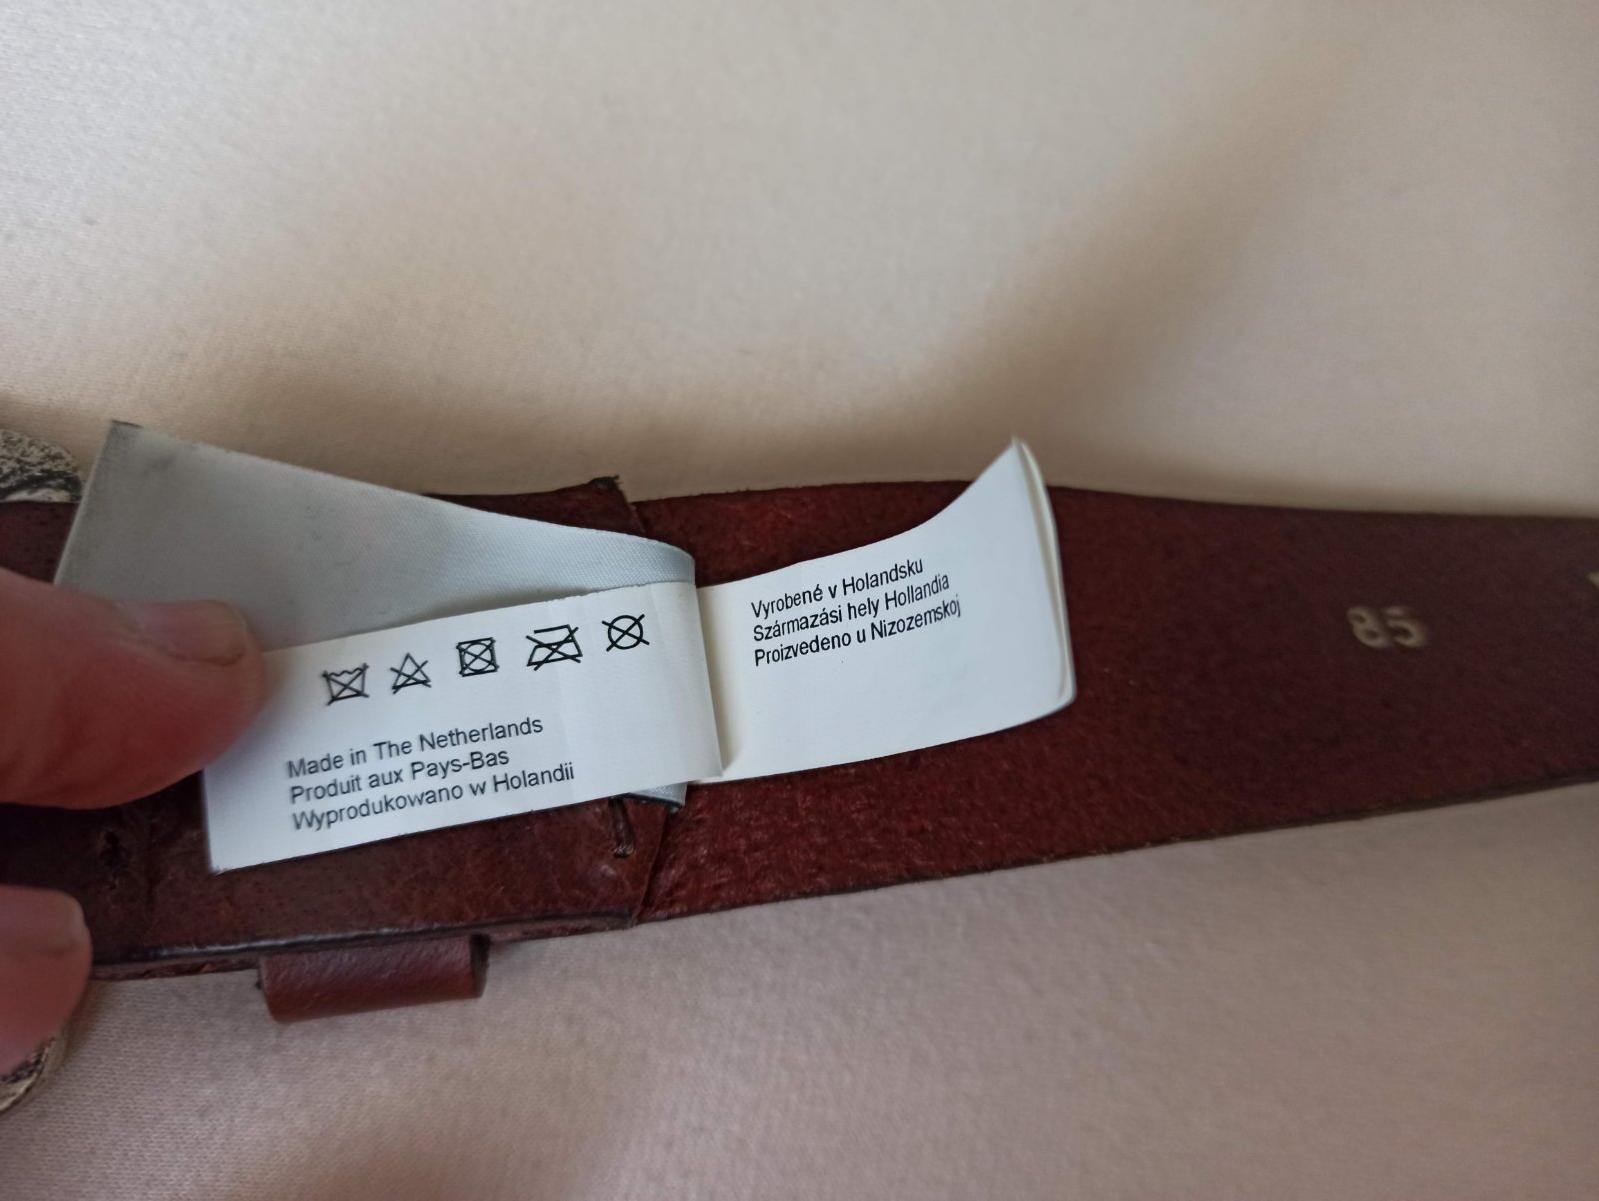 Made in The Netherlands
Produit aux Pays-Bas
Wyprodukowano w Holandii
Vyrobené v Holandsku
Származási hely Hollandia
Proizvedeno u Nizozemskoj
85